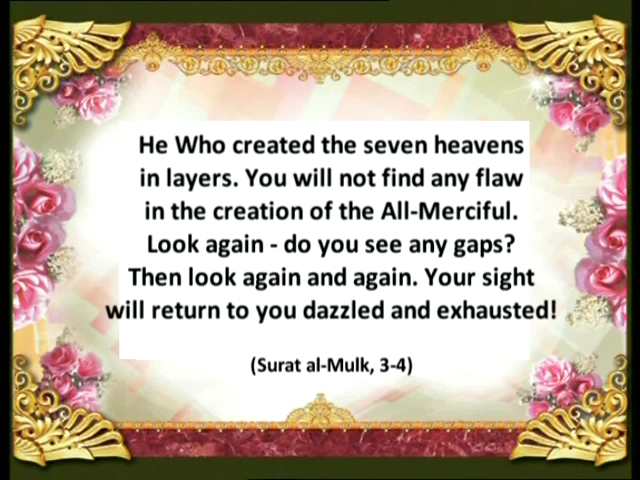 He Who created the seven heavens
in layers. You will not find any flaw
in the creation of the All-Merciful.
Look again - do you see any gaps?
Then look again and again. Your sight
will return to you dazzled and exhausted!
(Surat al-Mulk, 3-4)